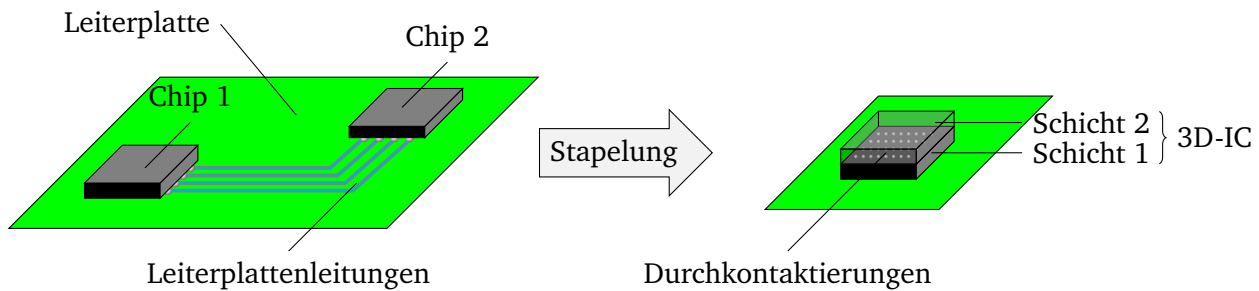 Leiterplatte
Chip 2
Chip 1
Leiterplattenleitungen
Stapelung
Schicht 2
Schicht 1
3D-IC
Durchkontaktierungen